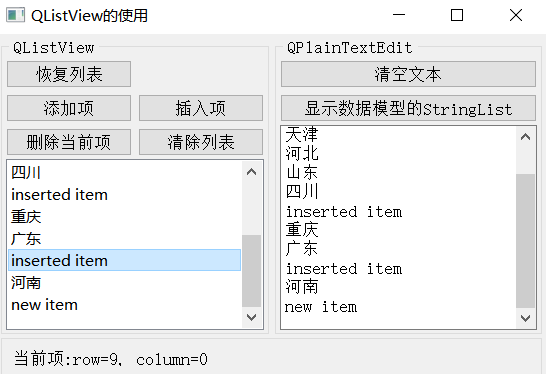 QListView的使用
QListView
恢复列表
添加项
插入项
删除当前项
清除列表
四川
inserted item
重庆
广东
inserted item
河南
new item
QPlainTextEdit
清空文本
显示数据模型的StringList
天津
河北
山东
四川
inserted item
重庆
广东
inserted item
河南
new item
当前项:row=9, column=0